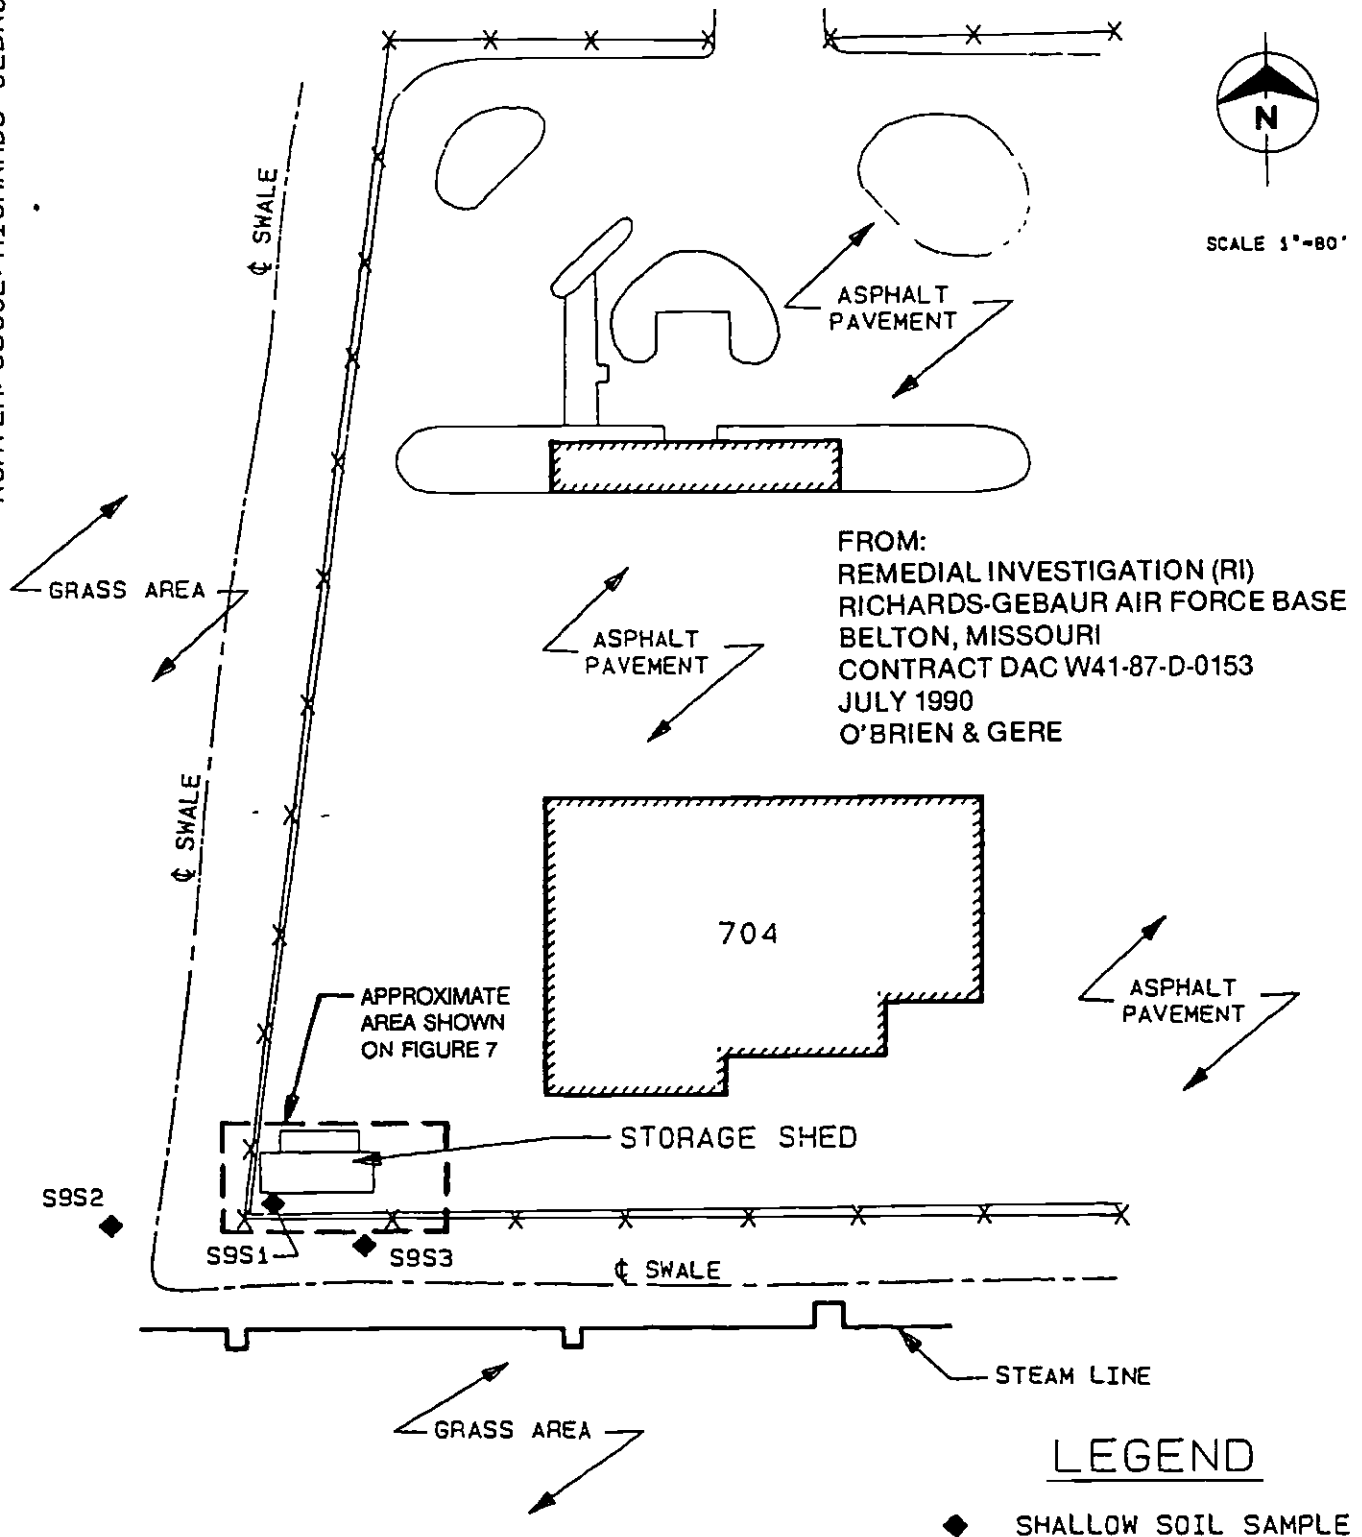 N
SCALE 1"=80'
℄ SWALE
ASPHALT
PAVEMENT
GRASS AREA
FROM:
REMEDIAL INVESTIGATION (RI)
RICHARDS-GEBAUR AIR FORCE BASE
BELTON, MISSOURI
CONTRACT DAC W41-87-D-0153
JULY 1990
O'BRIEN & GERE
ASPHALT
PAVEMENT
℄ SWALE
704
APPROXIMATE
AREA SHOWN
ON FIGURE 7
ASPHALT
PAVEMENT
STORAGE SHED
S9S2
S9S1
S9S3
℄ SWALE
STEAM LINE
GRASS AREA
LEGEND
SHALLOW SOIL SAMPLE